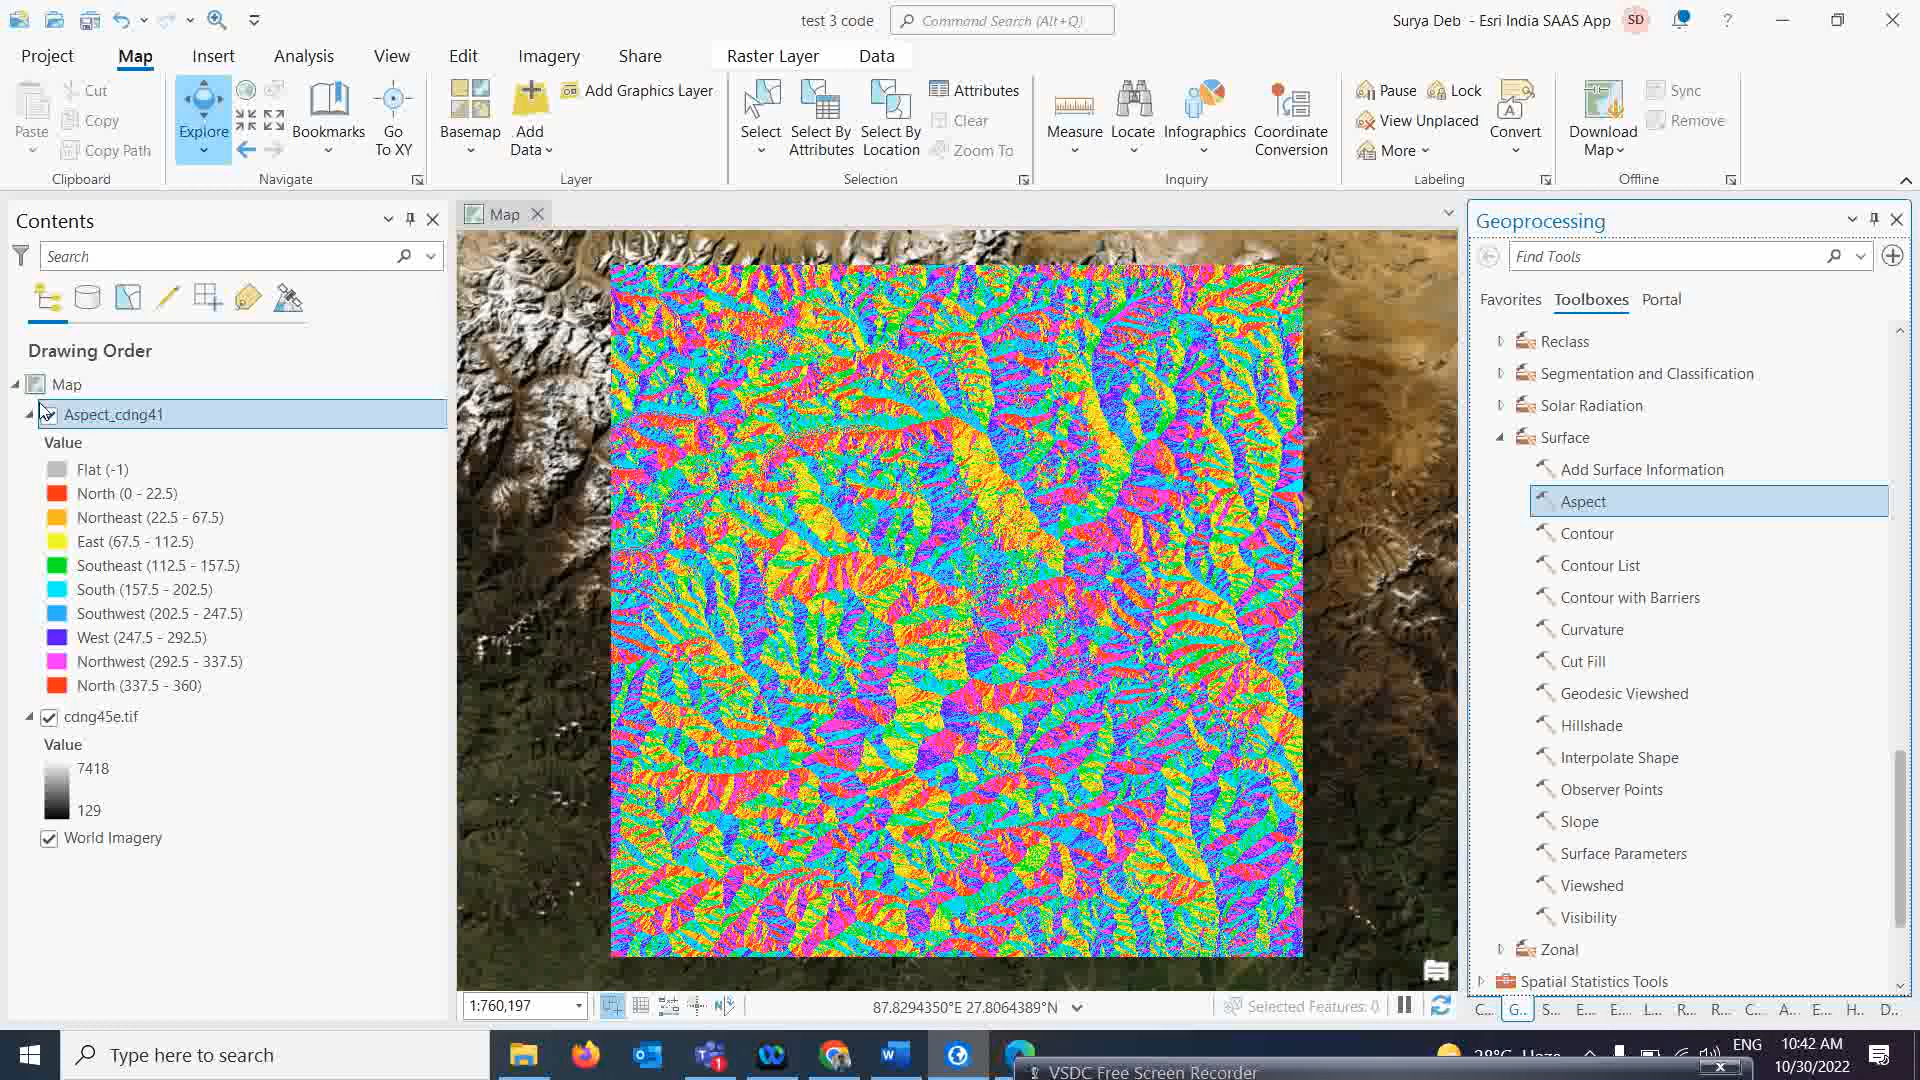 test 3 code
Command Search (Alt+Q)
Surya Deb - Esri India SAAS App
SD
?
Project
Map
Insert
Analysis
View
Edit
Imagery
Share
Raster Layer
Data
Paste
Cut
Copy
Copy Path
Clipboard
Explore
Bookmarks
Go To XY
Navigate
Basemap
Add Data
Add Graphics Layer
Layer
Select
Select By Attributes
Select By Location
Attributes
Clear
Zoom To
Selection
Measure
Locate
Infographics
Coordinate Conversion
Inquiry
Pause
Lock
View Unplaced
More
Convert
Labeling
Download Map
Sync
Remove
Offline
Contents
Search
Drawing Order
Map
Aspect_cdng41
Value
Flat (-1)
North (0 - 22.5)
Northeast (22.5 - 67.5)
East (67.5 - 112.5)
Southeast (112.5 - 157.5)
South (157.5 - 202.5)
Southwest (202.5 - 247.5)
West (247.5 - 292.5)
Northwest (292.5 - 337.5)
North (337.5 - 360)
cdng45e.tif
Value
7418
129
World Imagery
Map
1:760,197
87.8294350°E 27.8064389°N
Selected Features: 0
Geoprocessing
Find Tools
Favorites
Toolboxes
Portal
Reclass
Segmentation and Classification
Solar Radiation
Surface
Add Surface Information
Aspect
Contour
Contour List
Contour with Barriers
Curvature
Cut Fill
Geodesic Viewshed
Hillshade
Interpolate Shape
Observer Points
Slope
Surface Parameters
Viewshed
Visibility
Zonal
Spatial Statistics Tools
C... G.. S... E... E... L... R... R... C... A... E... H.. D..
Type here to search
28°C Haze
ENG
10:42 AM
10/30/2022
VSDC Free Screen Recorder